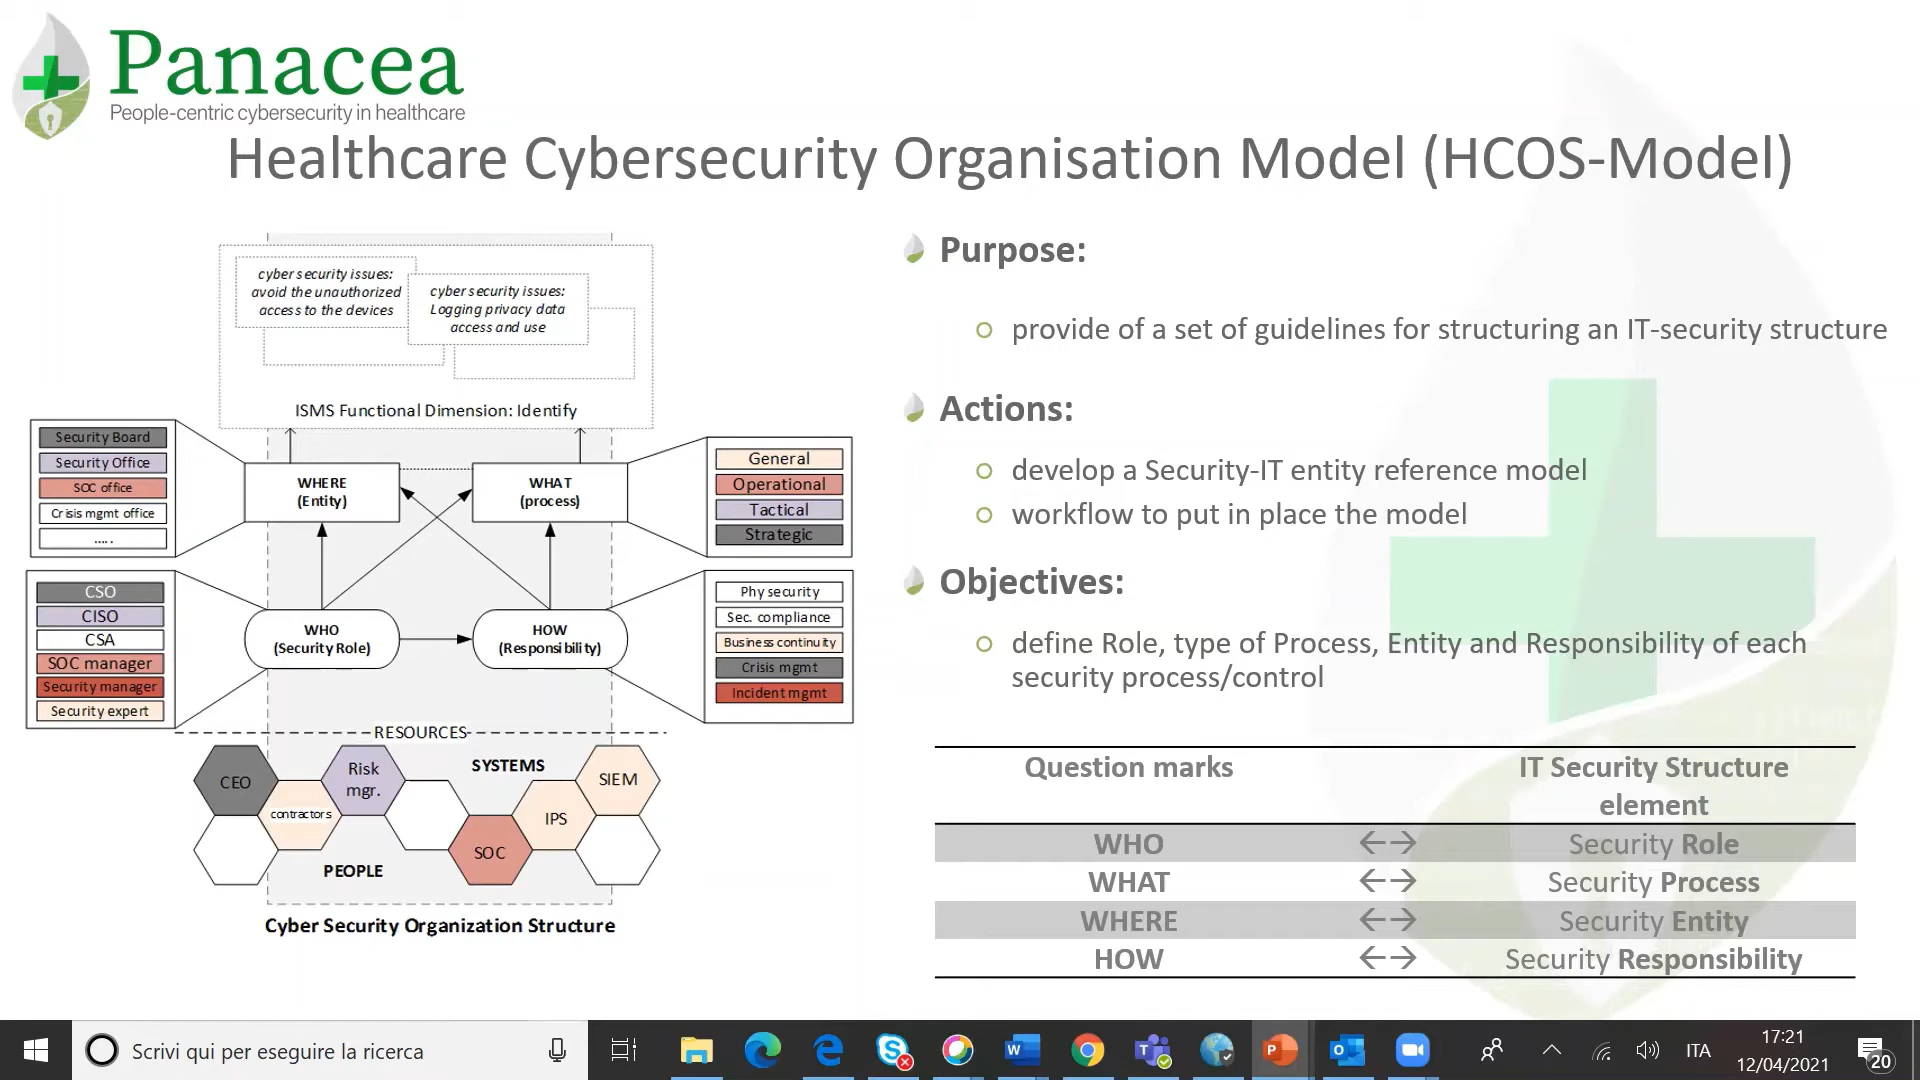 Panacea
People-centric cybersecurity in healthcare
Healthcare Cybersecurity Organisation Model (HCOS-Model)
cyber security issues:
avoid the unauthorized
access to the devices
cyber security issues:
Logging privacy data
access and use
ISMS Functional Dimension: Identify
Security Board
Security Office
SOC office
Crisis mgmt office
.....
WHERE
(Entity)
WHAT
(process)
General
Operational
Tactical
Strategic
CSO
CISO
CSA
SOC manager
Security manager
Security expert
WHO
(Security Role)
HOW
(Responsibility)
Phy security
Sec. compliance
Business continuity
Crisis mgmt
Incident mgmt
RESOURCES
CEO
contractors
Risk
mgr.
SYSTEMS
SIEM
IPS
SOC
PEOPLE
Cyber Security Organization Structure
Purpose:
provide of a set of guidelines for structuring an IT-security structure
Actions:
develop a Security-IT entity reference model
workflow to put in place the model
Objectives:
define Role, type of Process, Entity and Responsibility of each
security process/control
Question marks IT Security Structure
element
WHO ←→ Security Role
WHAT ←→ Security Process
WHERE ←→ Security Entity
HOW ←→ Security Responsibility
Scrivi qui per eseguire la ricerca
ITA
17:21
12/04/2021
20